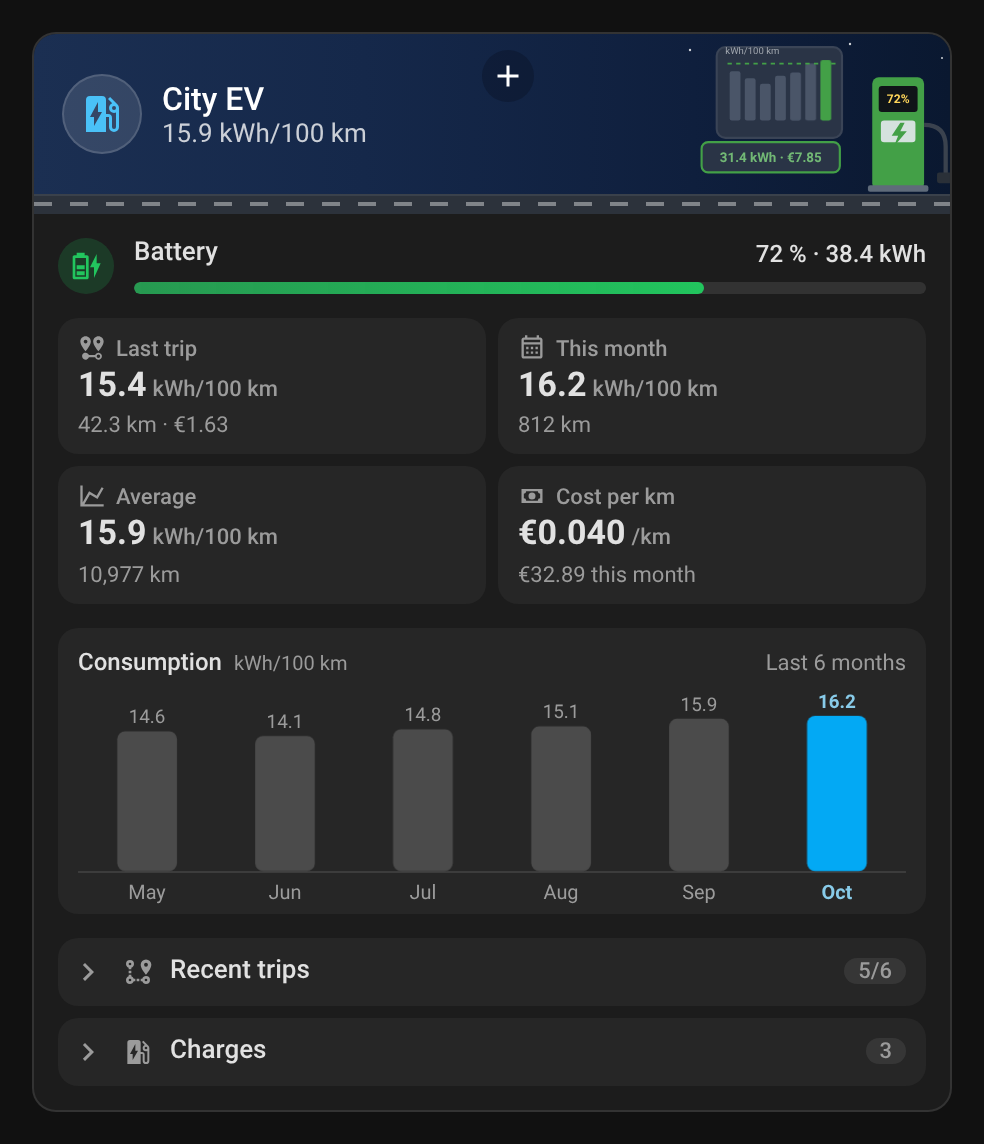 City EV
15.9 kWh/100 km
kWh/100 km
31.4 kWh · €7.85
72%
Battery
72 % · 38.4 kWh
Last trip
15.4 kWh/100 km
42.3 km · €1.63
This month
16.2 kWh/100 km
812 km
Average
15.9 kWh/100 km
10,977 km
Cost per km
€0.040 /km
€32.89 this month
Consumption kWh/100 km
Last 6 months
14.6 14.1 14.8 15.1 15.9 16.2
May Jun Jul Aug Sep Oct
Recent trips 5/6
Charges 3